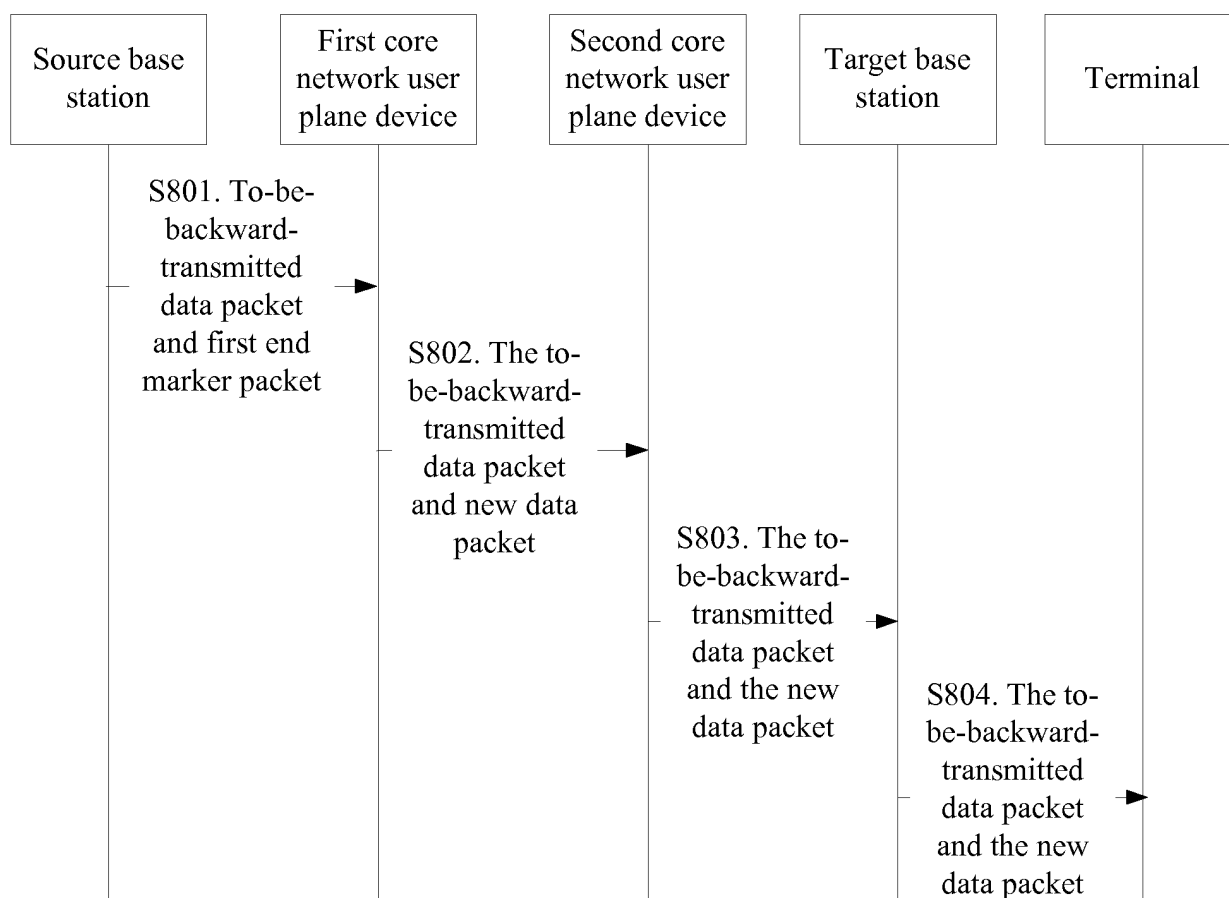 Source base
station
First core
network user
plane device
Second core
network user
plane device
Target base
station
Terminal
S801. To-be-
backward-
transmitted
data packet
and first end
marker packet
S802. The to-
be-backward-
transmitted
data packet
and new data
packet
S803. The to-
be-backward-
transmitted
data packet
and the new
data packet
S804. The to-
be-backward-
transmitted
data packet
and the new
data packet